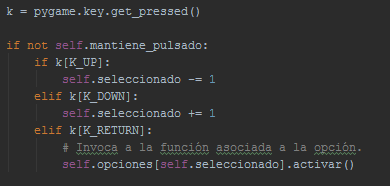 k = pygame.key.get_pressed()
if not self.mantiene_pulsado:
if k[K_UP]:
self.seleccionado -= 1
elif k[K_DOWN]:
self.seleccionado += 1
elif k[K_RETURN]:
# Invoca a la función asociada a la opción.
self.opciones[self.seleccionado].activar()